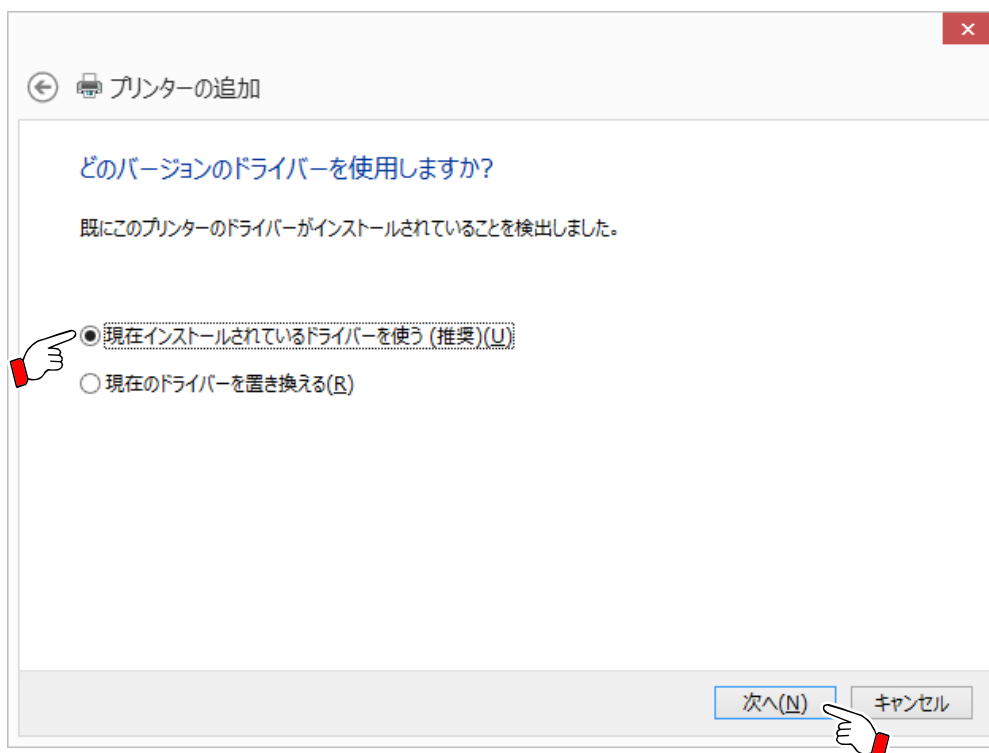 プリンターの追加
どのバージョンのドライバーを使用しますか?
既にこのプリンターのドライバーがインストールされていることを検出しました。
現在インストールされているドライバーを使う (推奨)(U)
現在のドライバーを置き換える(R)
次へ(N) キャンセル